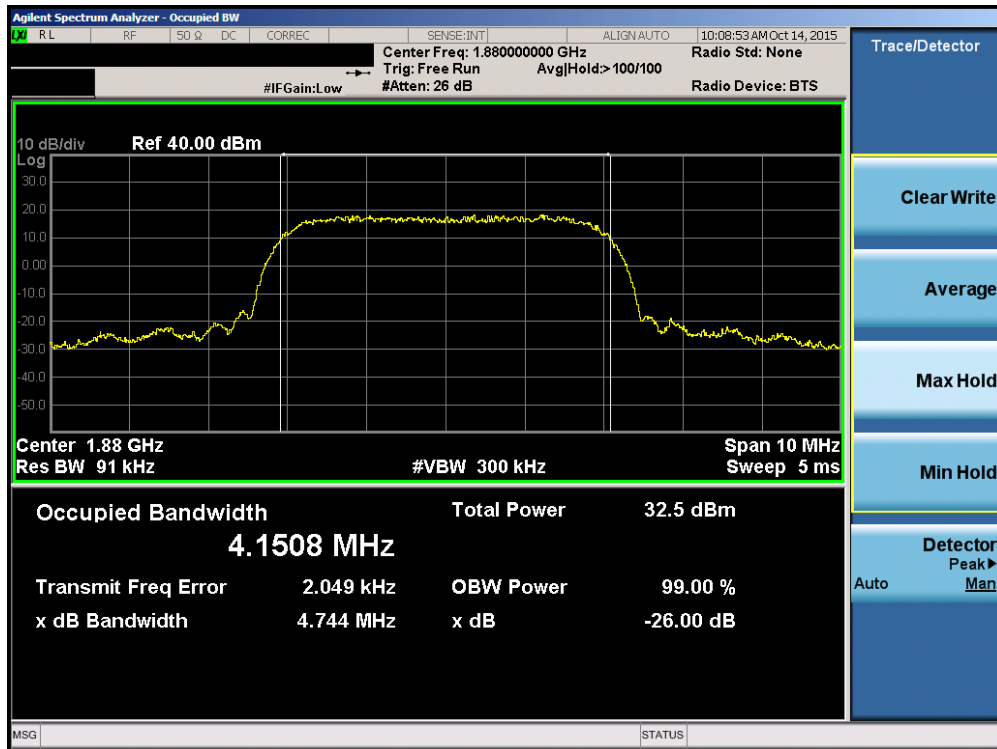 Agilent Spectrum Analyzer - Occupied BW
LXI RL RF 50 Ω DC CORREC SENSE:INT ALIGN AUTO 10:08:53 AM Oct 14, 2015
Center Freq: 1.880000000 GHz Radio Std: None
Trig: Free Run Avg|Hold:> 100/100
#IFGain:Low #Atten: 26 dB Radio Device: BTS
10 dB/div Ref 40.00 dBm
Log
30.0
20.0
10.0
0.00
-10.0
-20.0
-30.0
-40.0
-50.0
Center 1.88 GHz Span 10 MHz
Res BW 91 kHz #VBW 300 kHz Sweep 5 ms
Occupied Bandwidth Total Power 32.5 dBm
4.1508 MHz
Transmit Freq Error 2.049 kHz OBW Power 99.00 %
x dB Bandwidth 4.744 MHz x dB -26.00 dB
Trace/Detector
Clear Write
Average
Max Hold
Min Hold
Detector
Peak▶
Auto Man
MSG STATUS